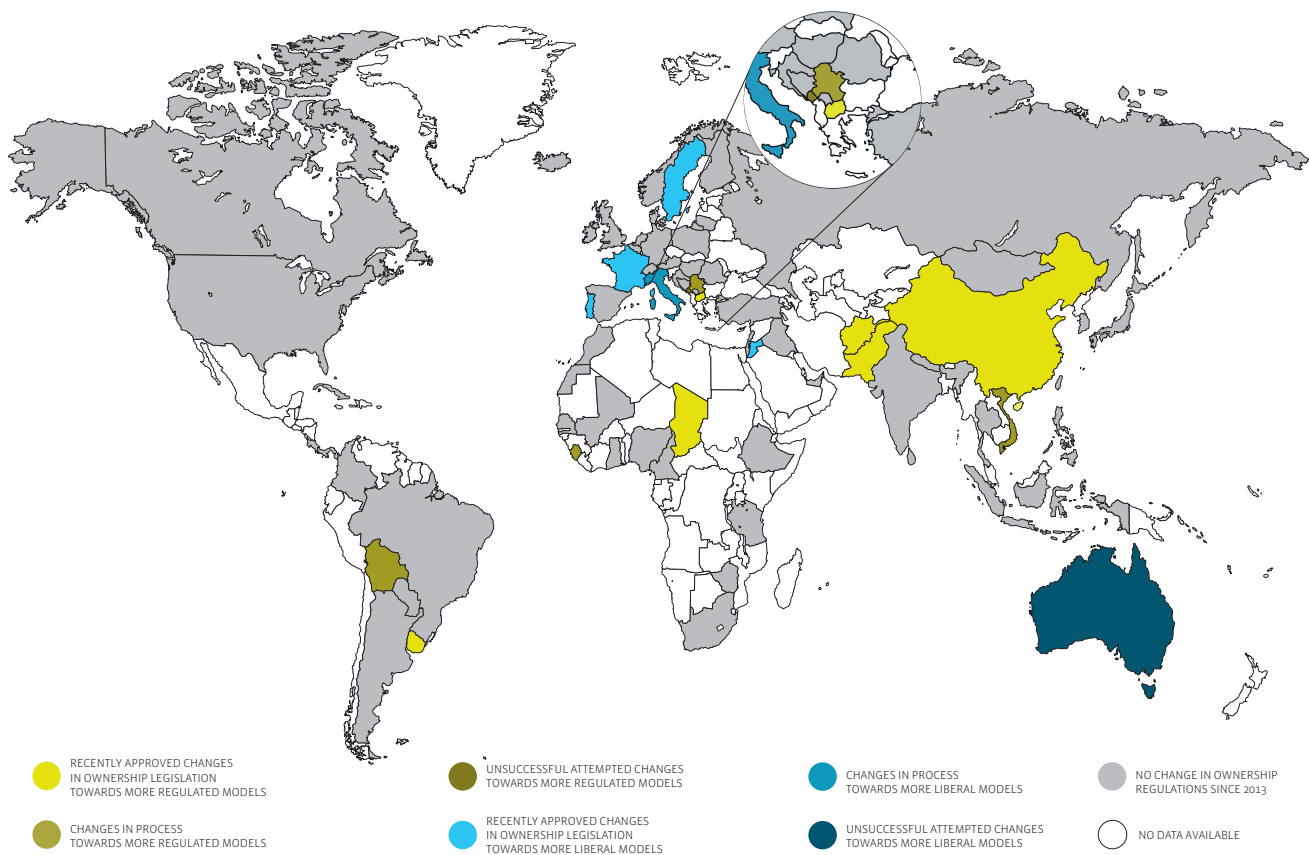 RECENTLY APPROVED CHANGES
IN OWNERSHIP LEGISLATION
TOWARDS MORE REGULATED MODELS
CHANGES IN PROCESS
TOWARDS MORE REGULATED MODELS
UNSUCCESSFUL ATTEMPTED CHANGES
TOWARDS MORE REGULATED MODELS
RECENTLY APPROVED CHANGES
IN OWNERSHIP LEGISLATION
TOWARDS MORE LIBERAL MODELS
CHANGES IN PROCESS
TOWARDS MORE LIBERAL MODELS
UNSUCCESSFUL ATTEMPTED CHANGES
TOWARDS MORE LIBERAL MODELS
NO CHANGE IN OWNERSHIP
REGULATIONS SINCE 2013
NO DATA AVAILABLE